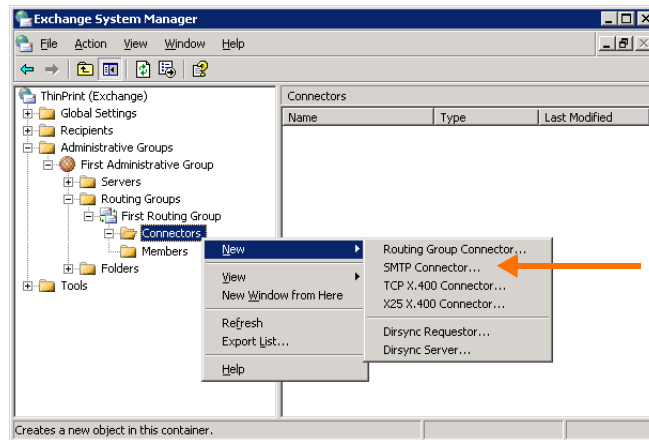 Exchange System Manager
File Action View Window Help
ThinPrint (Exchange)
Global Settings
Recipients
Administrative Groups
First Administrative Group
Servers
Routing Groups
First Routing Group
Connectors
Members
Folders
Tools
Connectors
Name Type Last Modified
New
View
New Window from Here
Refresh
Export List...
Help
Routing Group Connector...
SMTP Connector...
TCP X.400 Connector...
X25 X.400 Connector...
Dirsync Requestor...
Dirsync Server...
Creates a new object in this container.